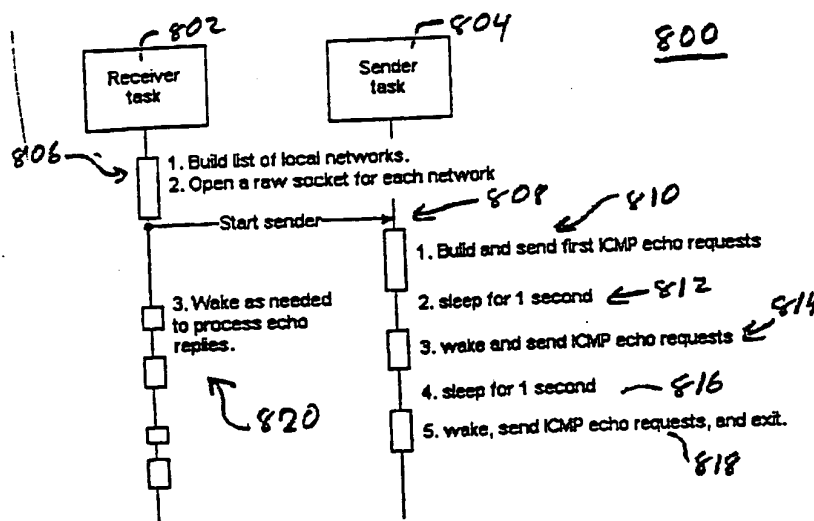 802
804
800
Receiver
task
Sender
task
806
1. Build list of local networks.
2. Open a raw socket for each network
Start sender
808
810
1. Build and send first ICMP echo requests
2. sleep for 1 second
812
3. Wake as needed
to process echo
replies.
814
3. wake and send ICMP echo requests
4. sleep for 1 second
816
820
5. wake, send ICMP echo requests, and exit.
818